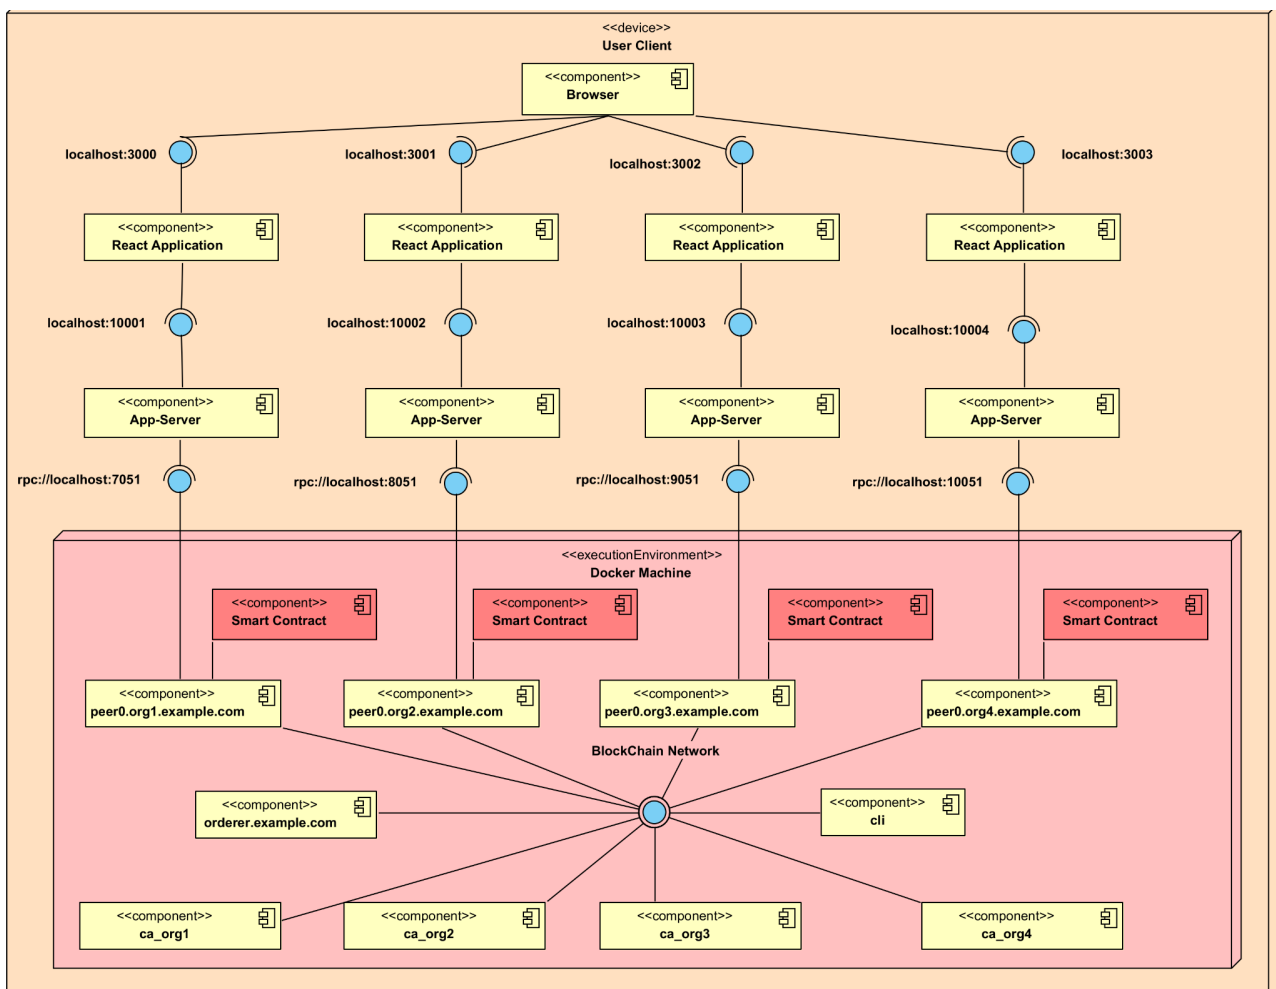 <<device>>
User Client
<<component>>
Browser
localhost:3000
localhost:3001
localhost:3002
localhost:3003
<<component>>
React Application
<<component>>
React Application
<<component>>
React Application
<<component>>
React Application
localhost:10001
localhost:10002
localhost:10003
localhost:10004
<<component>>
App-Server
<<component>>
App-Server
<<component>>
App-Server
<<component>>
App-Server
rpc://localhost:7051
rpc://localhost:8051
rpc://localhost:9051
rpc://localhost:10051
<<executionEnvironment>>
Docker Machine
<<component>>
Smart Contract
<<component>>
Smart Contract
<<component>>
Smart Contract
<<component>>
Smart Contract
<<component>>
peer0.org1.example.com
<<component>>
peer0.org2.example.com
<<component>>
peer0.org3.example.com
<<component>>
peer0.org4.example.com
BlockChain Network
<<component>>
orderer.example.com
<<component>>
cli
<<component>>
ca_org1
<<component>>
ca_org2
<<component>>
ca_org3
<<component>>
ca_org4